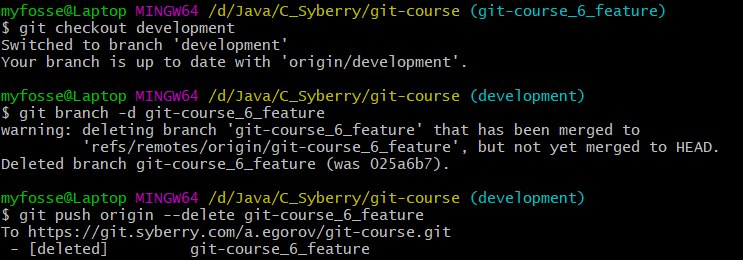 myfosse@Laptop MINGW64 /d/Java/C_Syberry/git-course (git-course_6_feature)
$ git checkout development
Switched to branch 'development'
Your branch is up to date with 'origin/development'.
myfosse@Laptop MINGW64 /d/Java/C_Syberry/git-course (development)
$ git branch -d git-course_6_feature
warning: deleting branch 'git-course_6_feature' that has been merged to
'refs/remotes/origin/git-course_6_feature', but not yet merged to HEAD.
Deleted branch git-course_6_feature (was 025a6b7).
myfosse@Laptop MINGW64 /d/Java/C_Syberry/git-course (development)
$ git push origin --delete git-course_6_feature
To https://git.syberry.com/a.egorov/git-course.git
- [deleted] git-course_6_feature